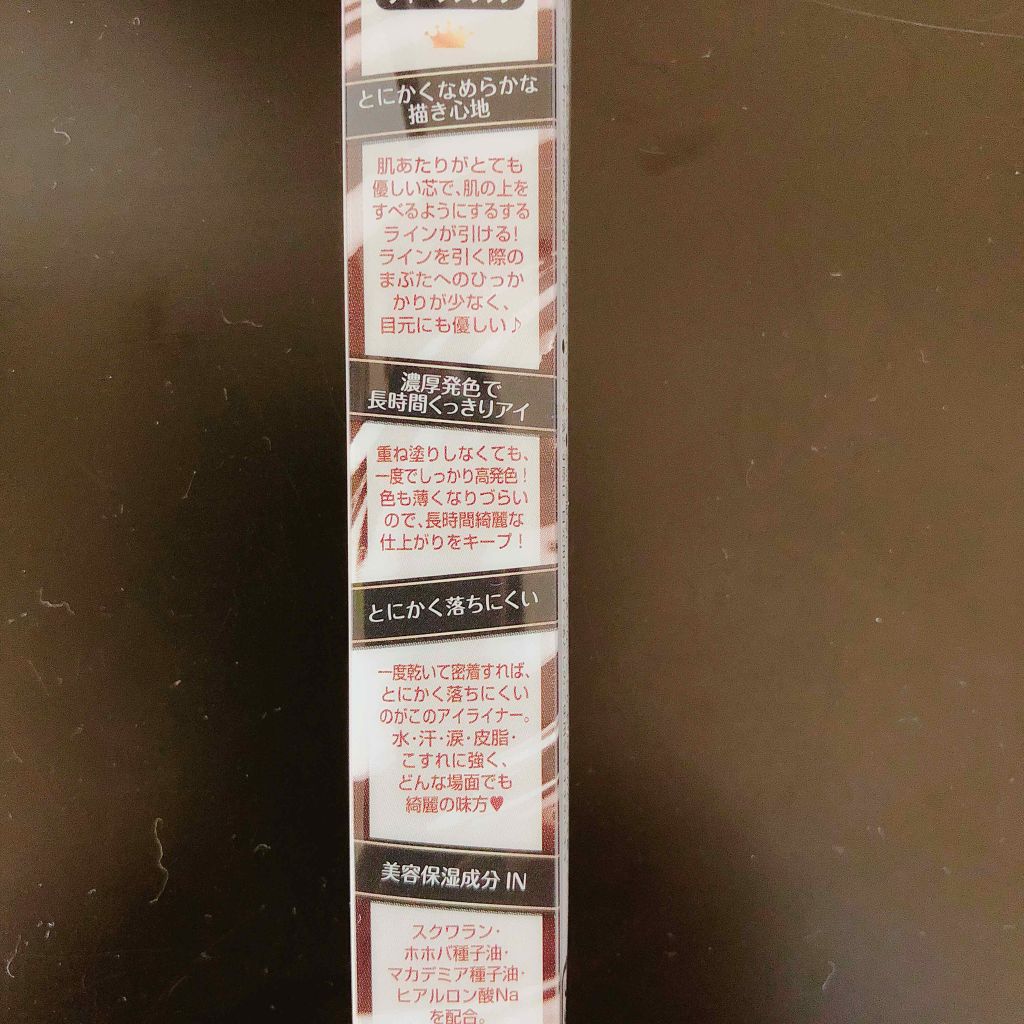 とにかくなめらかな
描き心地
肌あたりがとても
優しい芯で、肌の上を
すべるようにするする
ラインが引ける!
ラインを引く際の
まぶたへのひっか
かりが少なく、
目元にも優しい♪
濃厚発色で
長時間くっきりアイ
重ね塗りしなくても、
一度でしっかり高発色!
色も薄くなりづらい
ので、長時間綺麗な
仕上がりをキープ!
とにかく落ちにくい
一度乾いて密着すれば、
とにかく落ちにくい
のがこのアイライナー。
水・汗・涙・皮脂・
こすれに強く、
どんな場面でも
綺麗の味方♥
美容保湿成分 IN
スクワラン・
ホホバ種子油・
マカデミア種子油・
ヒアルロン酸Na
を配合。